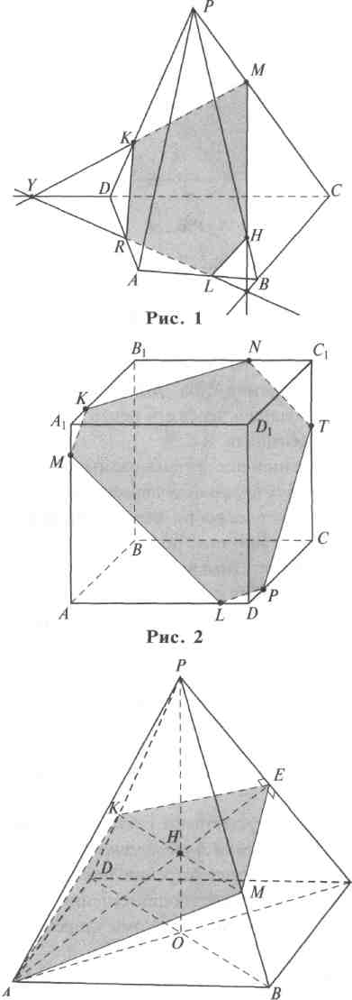 P
M
K
Y
D
C
R
H
A
L
B
Рис. 1
B₁
N
C₁
K
A₁
D₁
T
M
B
C
P
A
L
D
Рис. 2
P
E
K
H
D
M
O
A
B